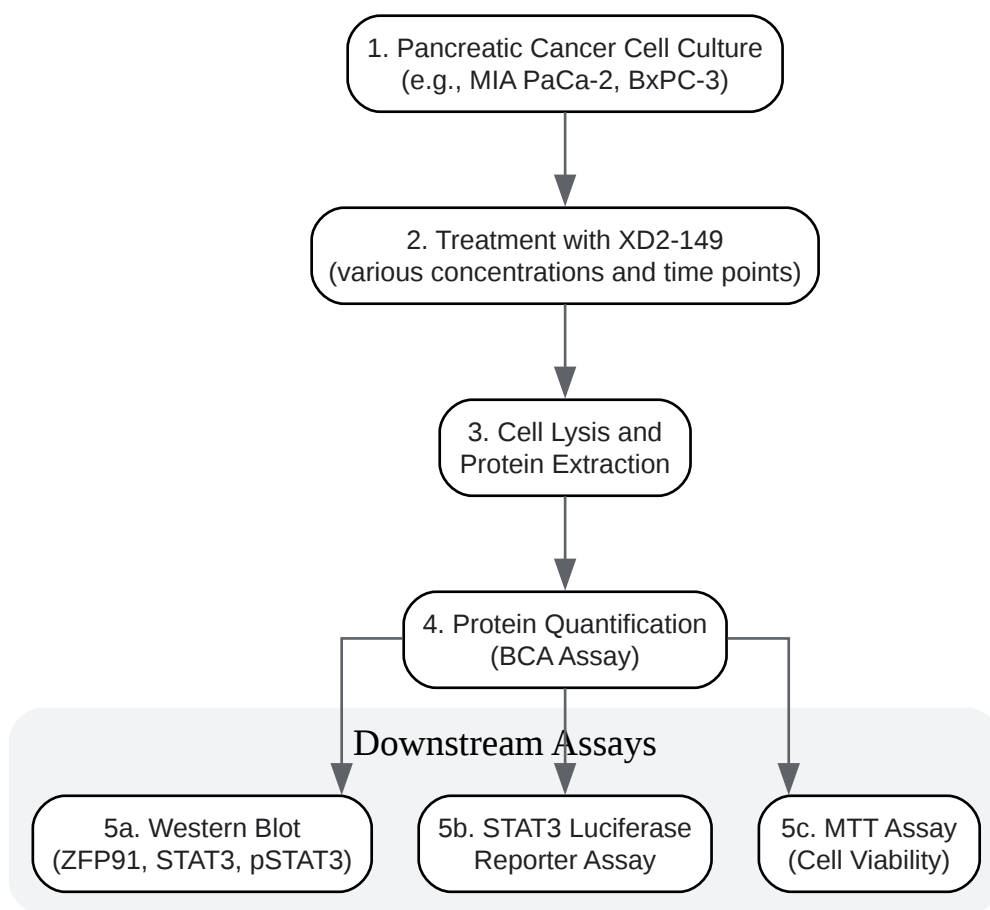 1. Pancreatic Cancer Cell Culture
(e.g., MIA PaCa-2, BxPC-3)
2. Treatment with XD2-149
(various concentrations and time points)
3. Cell Lysis and
Protein Extraction
4. Protein Quantification
(BCA Assay)
Downstream Assays
5a. Western Blot
(ZFP91, STAT3, pSTAT3)
5b. STAT3 Luciferase
Reporter Assay
5c. MTT Assay
(Cell Viability)